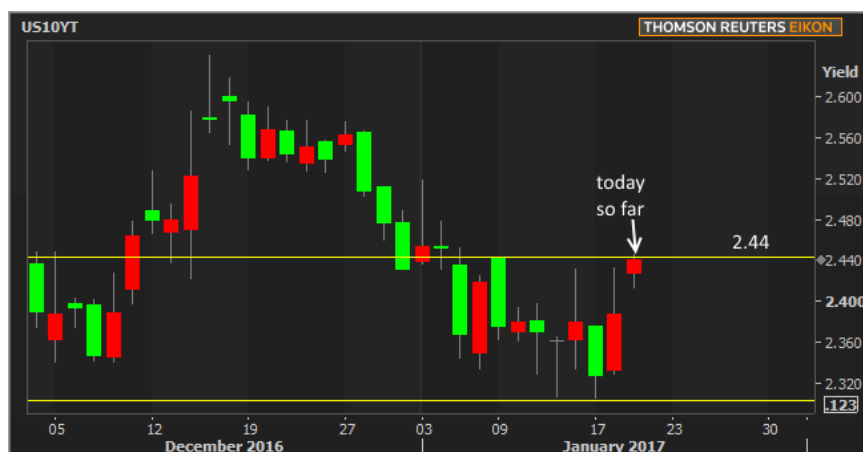 US10YT
THOMSON REUTERS EIKON
Yield
2.600
2.560
2.520
today
so far
2.480
2.44
2.440
2.400
2.360
2.320
.123
05 12 19 27 03 09 17 23 30
December 2016 January 2017